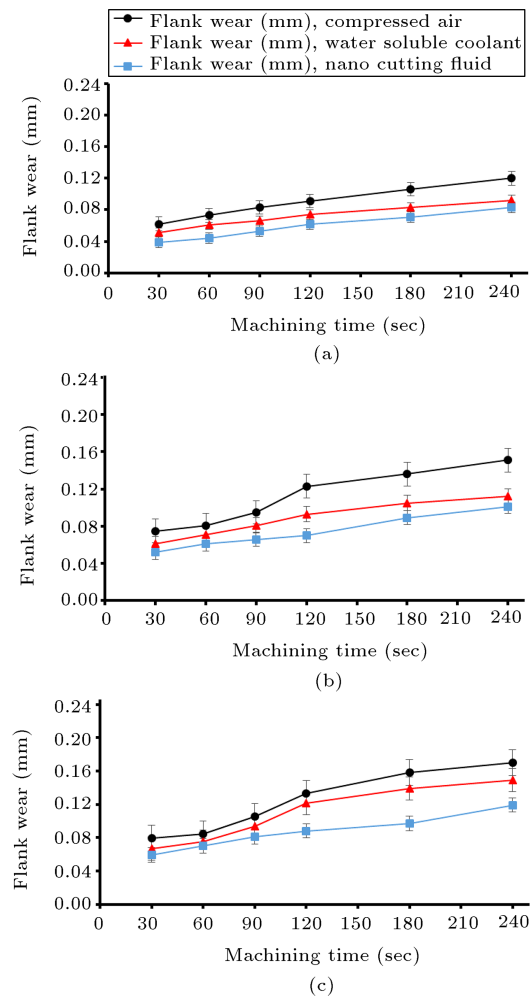 Flank wear (mm), compressed air
Flank wear (mm), water soluble coolant
Flank wear (mm), nano cutting fluid
0.24
0.20
0.16
0.12
0.08
0.04
0.00
Flank wear (mm)
0 30 60 90 120 150 180 210 240
Machining time (sec)
(a)
0.24
0.20
0.16
0.12
0.08
0.04
0.00
Flank wear (mm)
0 30 60 90 120 150 180 210 240
Machining time (sec)
(b)
0.24
0.20
0.16
0.12
0.08
0.04
0.00
Flank wear (mm)
0 30 60 90 120 150 180 210 240
Machining time (sec)
(c)